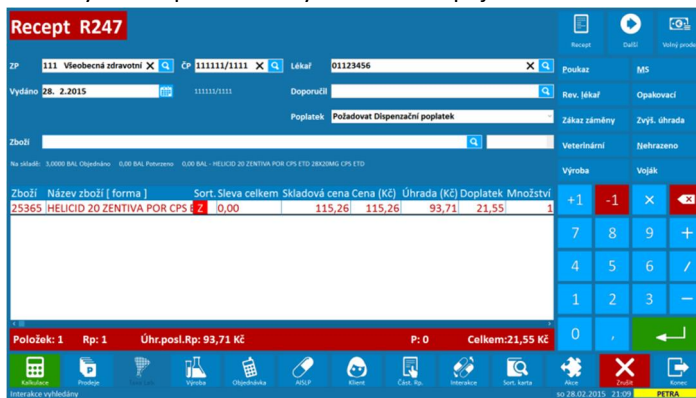 Recept R247
Recept
Další
Volný prode
ZP 111 Všeobecná zdravotní X ČP 111111/1111 X Lékař 01123456 X
Poukaz
MS
Vydáno 28. 2.2015 111111/1111 Doporučil
Rev. lékař
Opakovací
Poplatek Požadovat Dispenzační poplatek
Zákaz záměny
Zvýš. úhrada
Zboží
Veterinární
Nehrazeno
Na skladě: 3,0000 BAL Objednáno 0,00 BAL Potvrzeno 0,00 BAL - HELICID 20 ZENTIVA POR CPS ETD 28X20MG CPS ETD
Výroba
Voják
Zboží Název zboží [ forma ] Sort. Sleva celkem Skladová cena Cena (Kč) Úhrada (Kč) Doplatek Množství
25365 HELICID 20 ZENTIVA POR CPS E Z 0,00 115,26 115,26 93,71 21,55 1
+1 -1 ×
7 8 9 +
4 5 6 /
1 2 3 −
0 ,
Položek: 1 Rp: 1 Úhr.posl.Rp: 93,71 Kč P: 0 Celkem:21,55 Kč
Kalkulace
Prodeje
Výroba
Objednávka
AISLP
Klient
Část. Rp.
Interakce
Sort. karta
Akce
Zrušit
Konec
Interakce vyhledány
so 28.02.2015 21:09 PETRA